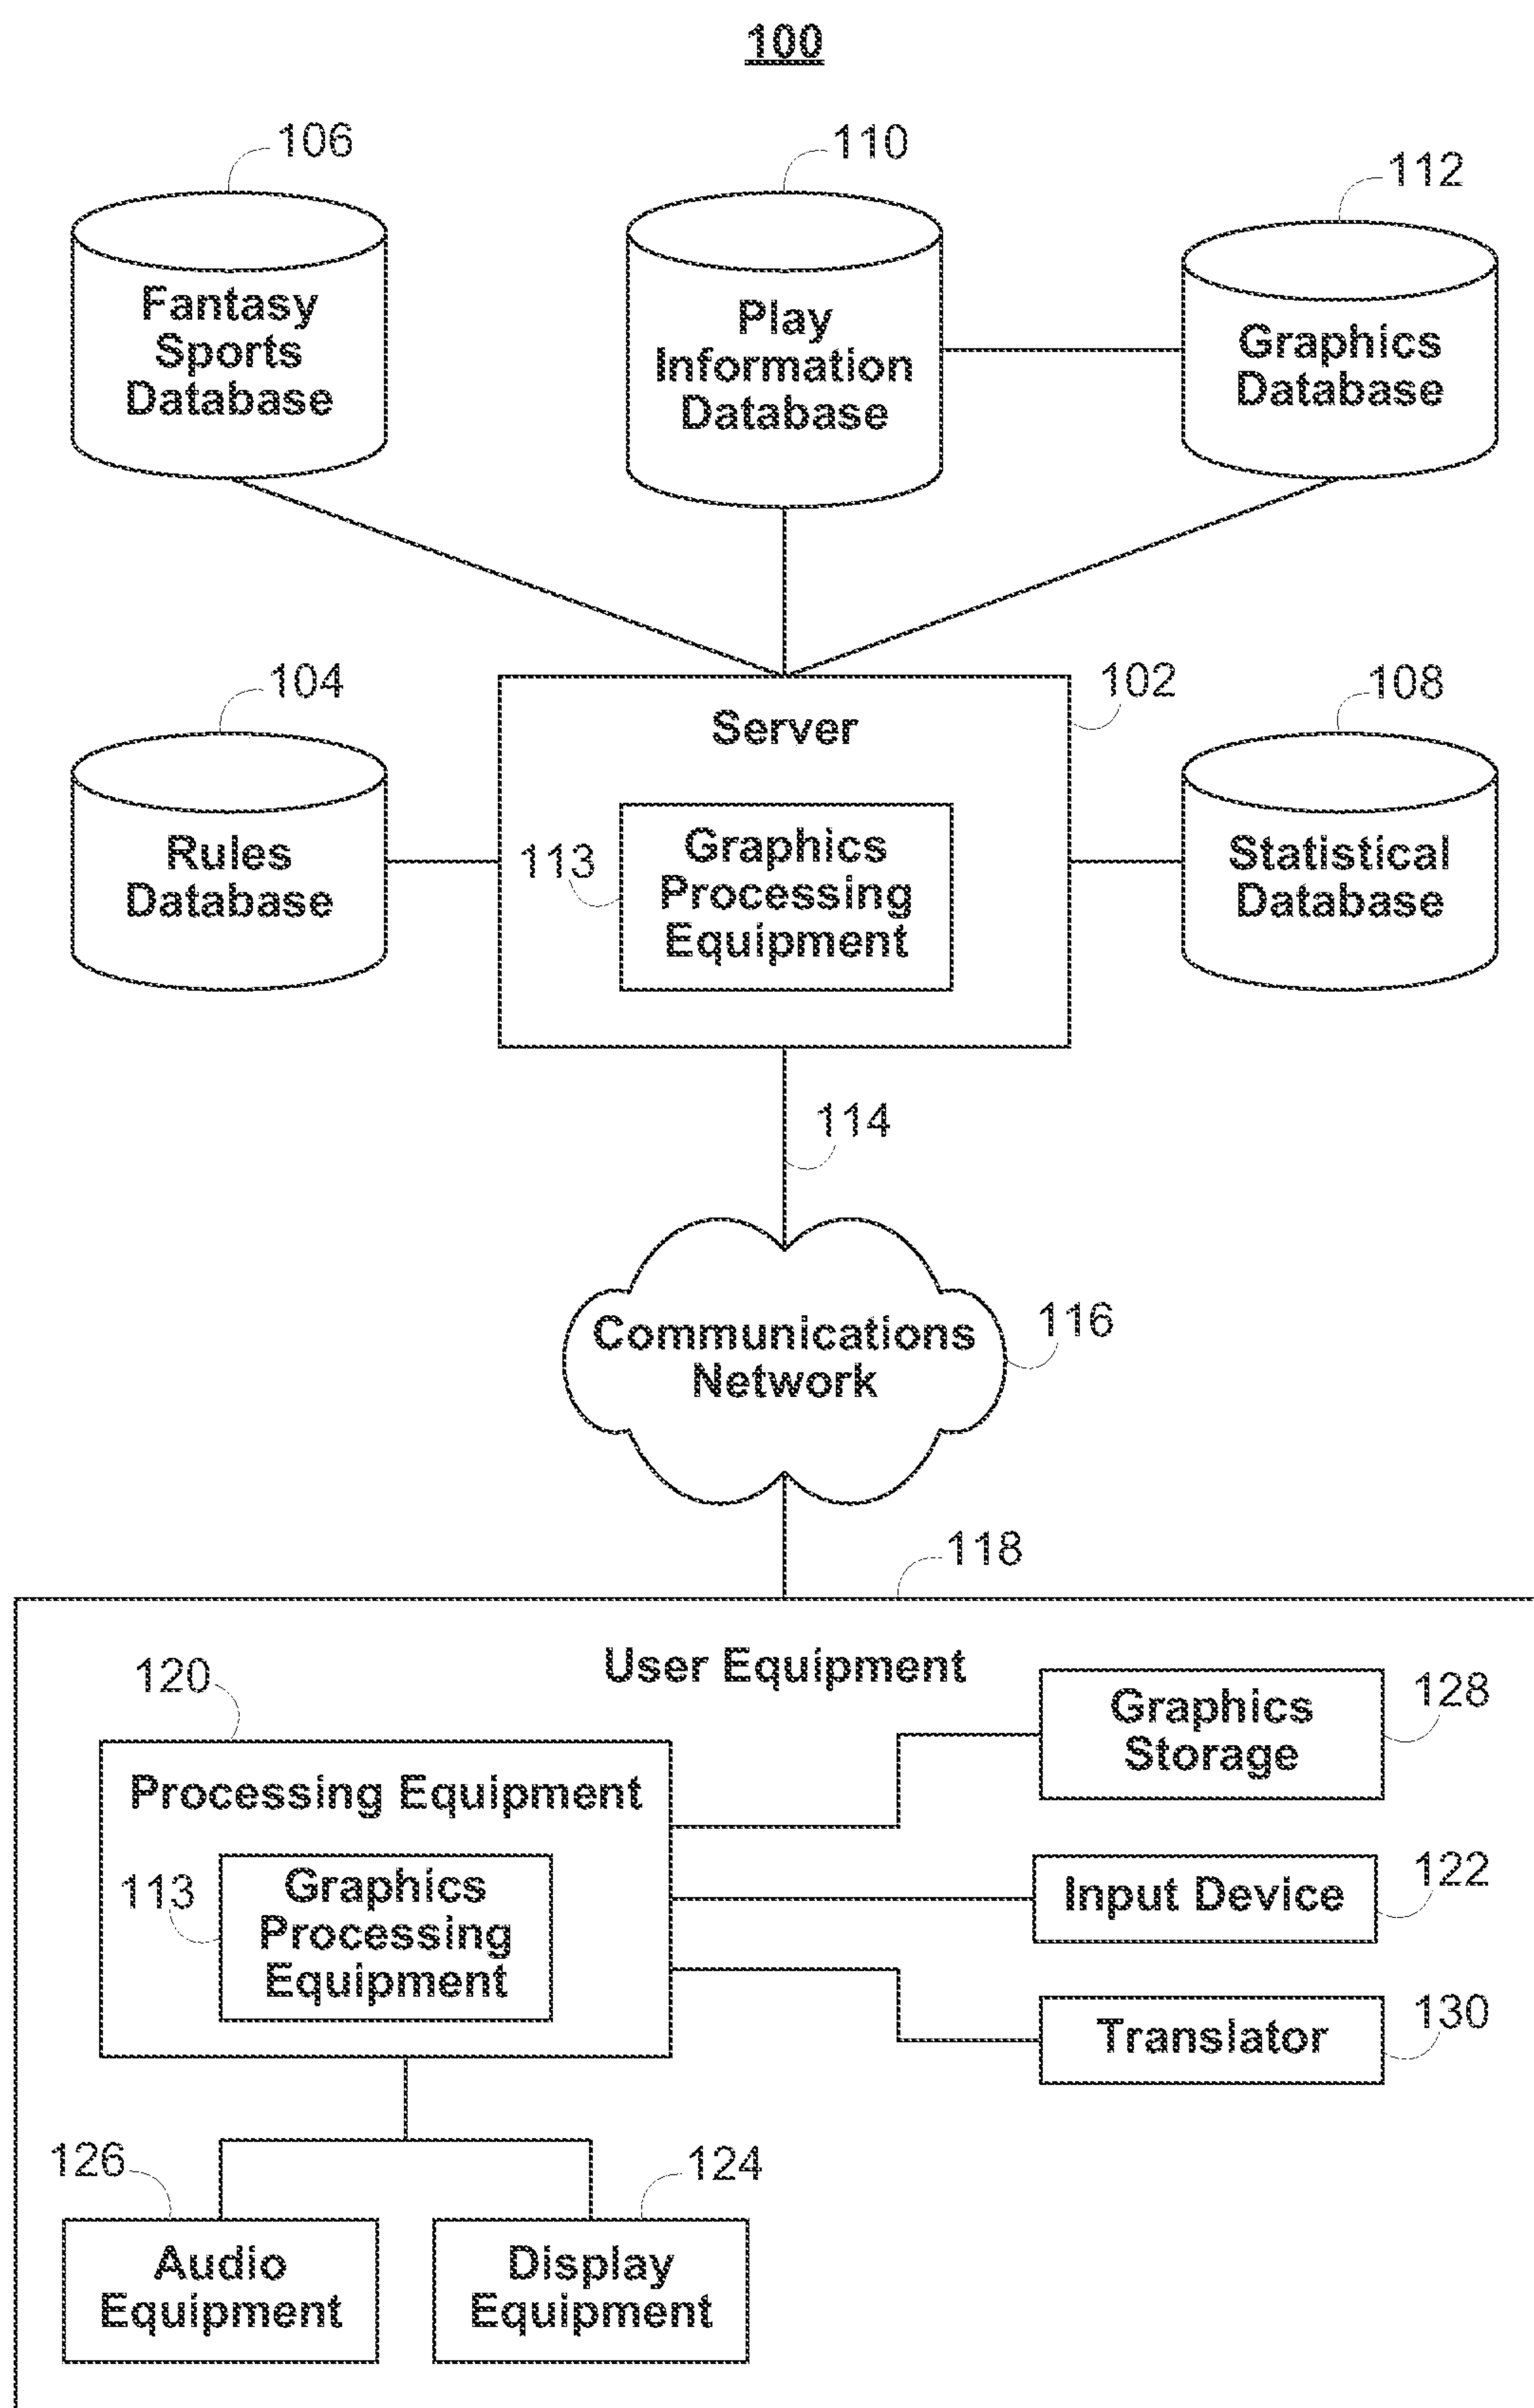 100
106
110
112
Fantasy
Sports
Database
Play
Information
Database
Graphics
Database
104
102
108
Rules
Database
Server
113
Graphics
Processing
Equipment
Statistical
Database
114
Communications
Network
116
118
User Equipment
120
Processing Equipment
113
Graphics
Processing
Equipment
Graphics
Storage
128
Input Device
122
Translator
130
126
124
Audio
Equipment
Display
Equipment